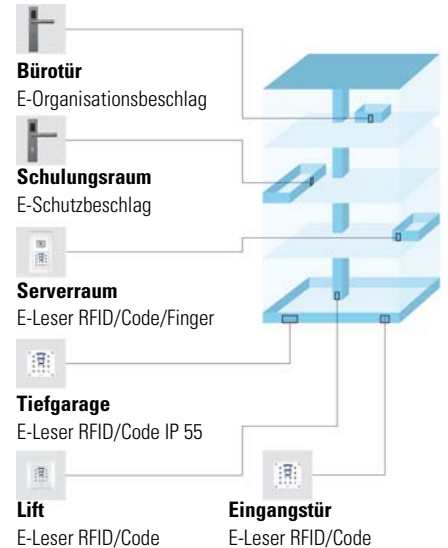 Bürotür
E-Organisationsbeschlag
Schulungsraum
E-Schutzbeschlag
Serverraum
E-Leser RFID/Code/Finger
Tiefgarage
E-Leser RFID/Code IP 55
Lift
E-Leser RFID/Code
Eingangstür
E-Leser RFID/Code